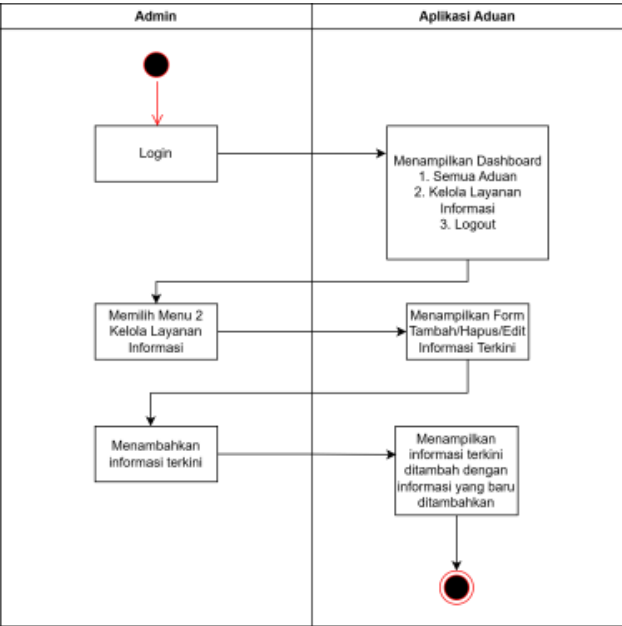 Admin
Aplikasi Aduan
Login
Menampilkan Dashboard
1. Semua Aduan
2. Kelola Layanan
Informasi
3. Logout
Memilih Menu 2
Kelola Layanan
Informasi
Menampilkan Form
Tambah/Hapus/Edit
Informasi Terkini
Menambahkan
informasi terkini
Menampilkan
informasi terkini
ditambah dengan
informasi yang baru
ditambahkan